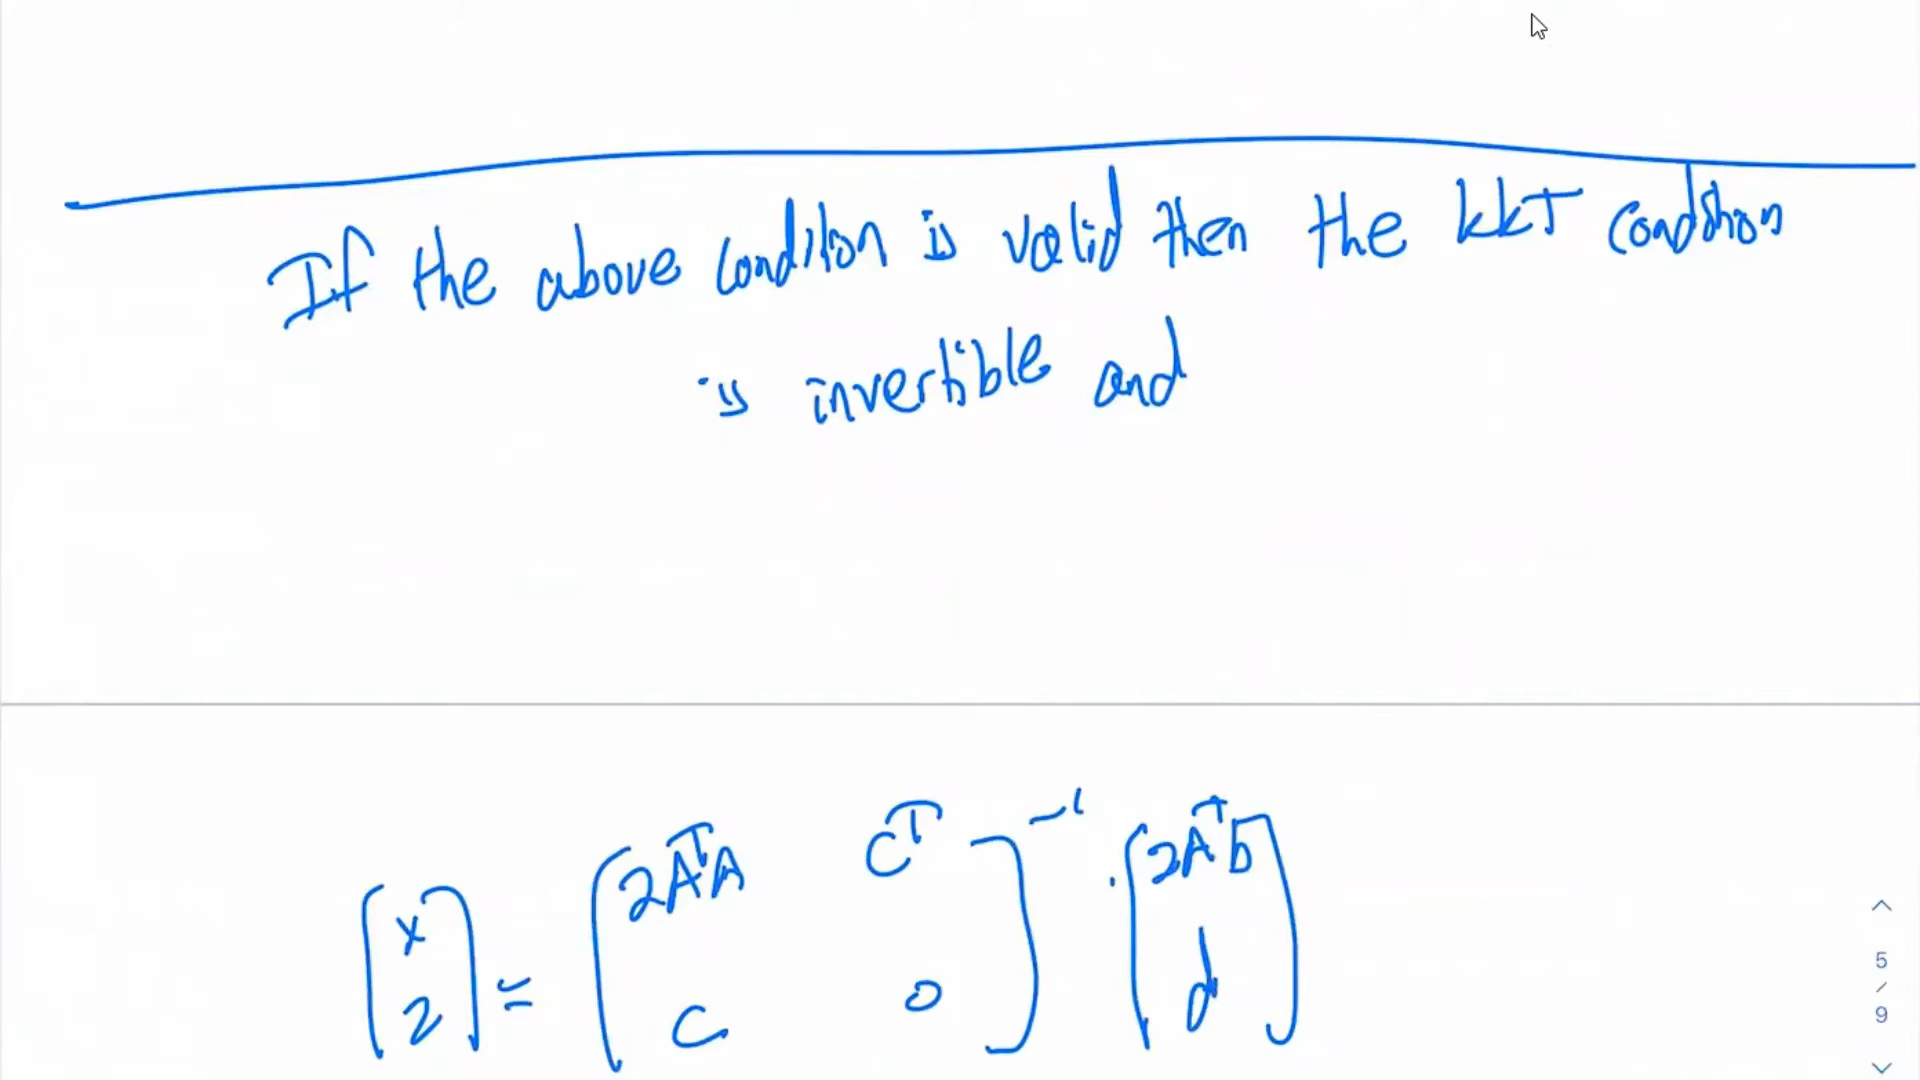 If the above condition is valid then the KKT condition
is invertible and
[x z] = [2AᵀA Cᵀ C 0]⁻¹ · [2Aᵀb d]
5
/
9